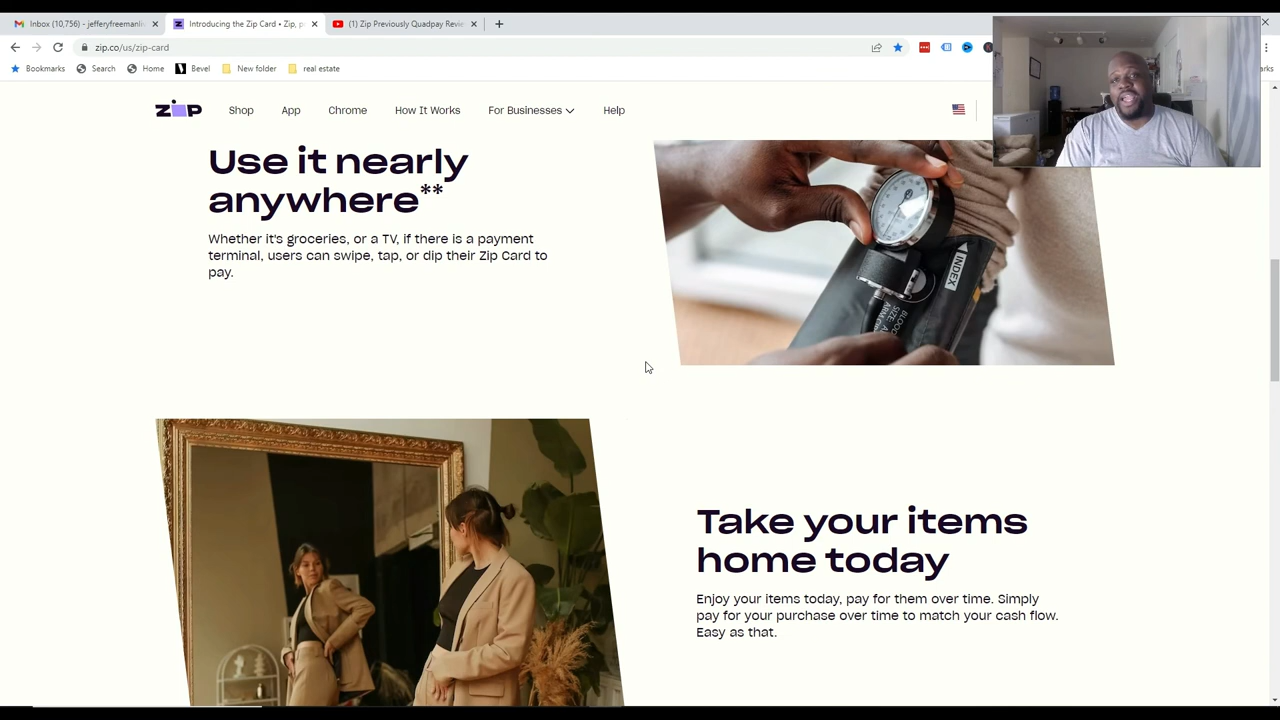 Inbox (10,756) - jefferyfreemanliv
Introducing the Zip Card • Zip, pr
(1) Zip Previously Quadpay Revie
zip.co/us/zip-card
Bookmarks
Search
Home
Bevel
New folder
real estate
arks
zip
Shop
App
Chrome
How It Works
For Businesses
Help
Use it nearly
anywhere**
Whether it's groceries, or a TV, if there is a payment
terminal, users can swipe, tap, or dip their Zip Card to
pay.
INDEX
Take your items
home today
Enjoy your items today, pay for them over time. Simply
pay for your purchase over time to match your cash flow.
Easy as that.